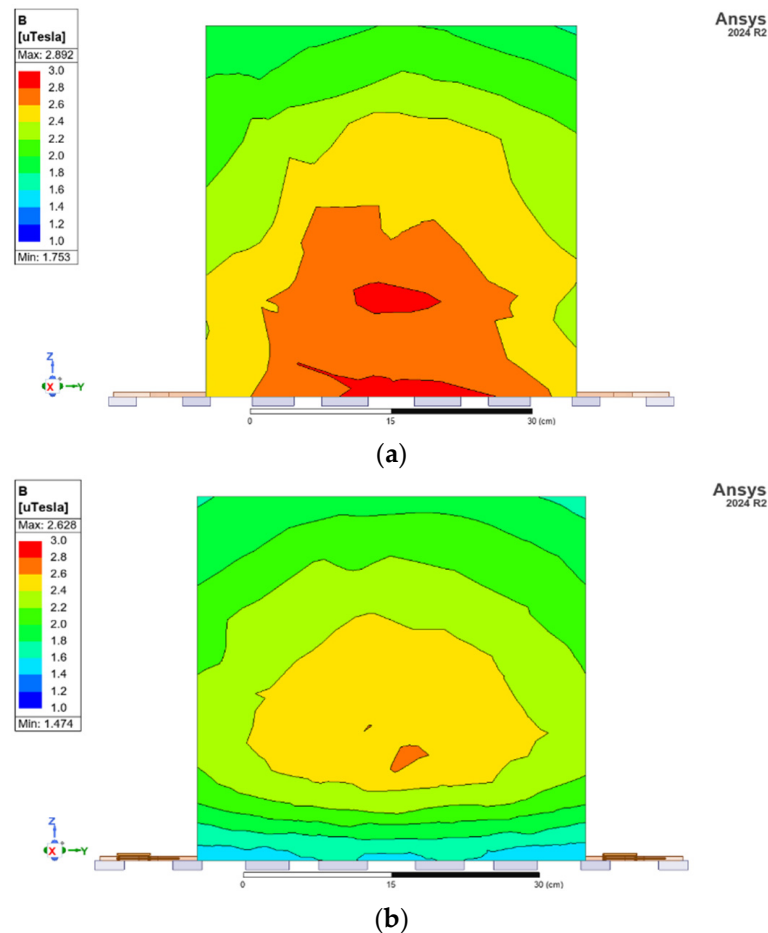 B
[uTesla]
Max: 2.892
3.0
2.8
2.6
2.4
2.2
2.0
1.8
1.6
1.4
1.2
1.0
Min: 1.753
Ansys
2024 R2
Z
X
Y
0 15 30 (cm)
(a)
B
[uTesla]
Max: 2.628
3.0
2.8
2.6
2.4
2.2
2.0
1.8
1.6
1.4
1.2
1.0
Min: 1.474
Ansys
2024 R2
Z
X
Y
0 15 30 (cm)
(b)